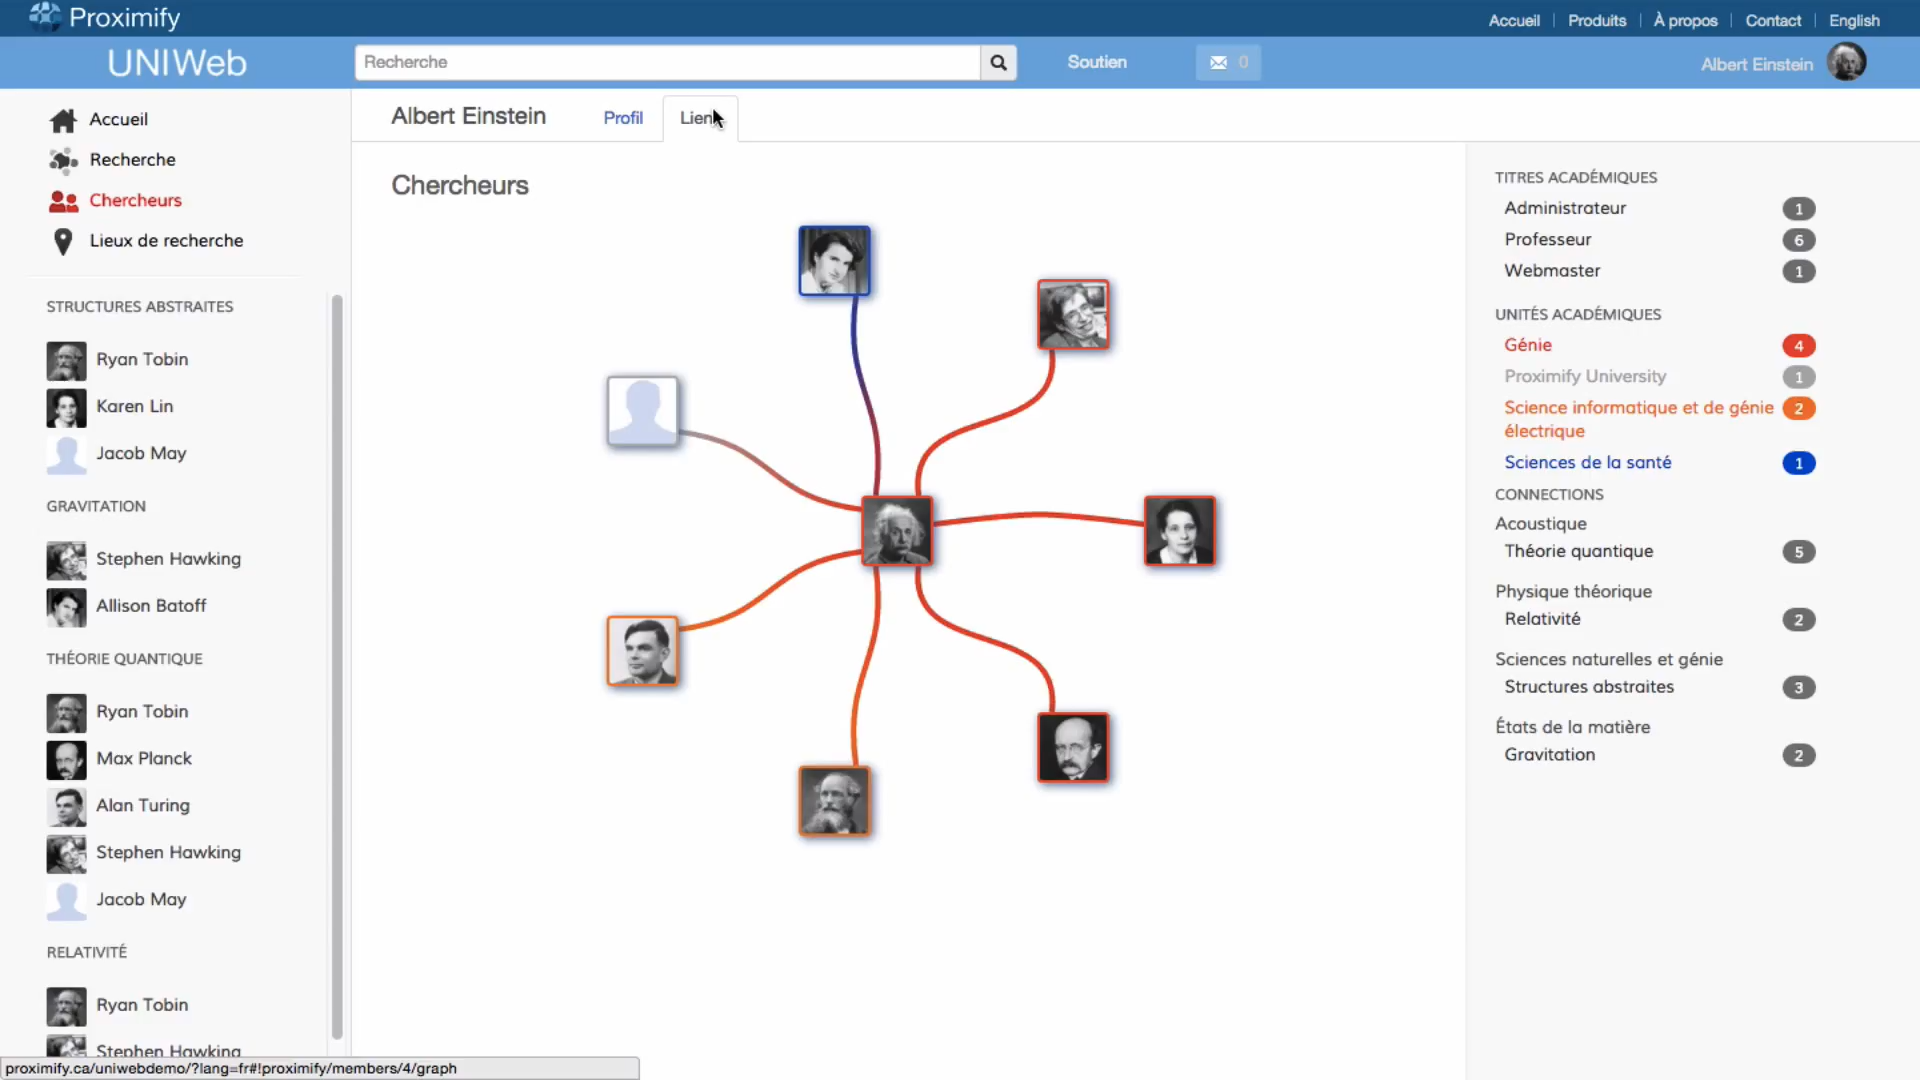 Proximify
Accueil
Produits
À propos
Contact
English
UNIWeb
Recherche
Soutien
0
Albert Einstein
Accueil
Recherche
Chercheurs
Lieux de recherche
STRUCTURES ABSTRAITES
Ryan Tobin
Karen Lin
Jacob May
GRAVITATION
Stephen Hawking
Allison Batoff
THÉORIE QUANTIQUE
Ryan Tobin
Max Planck
Alan Turing
Stephen Hawking
Jacob May
RELATIVITÉ
Ryan Tobin
Stephen Hawking
proximify.ca/uniwebdemo/?lang=fr#!proximify/members/4/graph
Albert Einstein
Profil
Lien
Chercheurs
TITRES ACADÉMIQUES
Administrateur 1
Professeur 6
Webmaster 1
UNITÉS ACADÉMIQUES
Génie 4
Proximify University 1
Science informatique et de génie 2
électrique
Sciences de la santé 1
CONNECTIONS
Acoustique
Théorie quantique 5
Physique théorique
Relativité 2
Sciences naturelles et génie
Structures abstraites 3
États de la matière
Gravitation 2